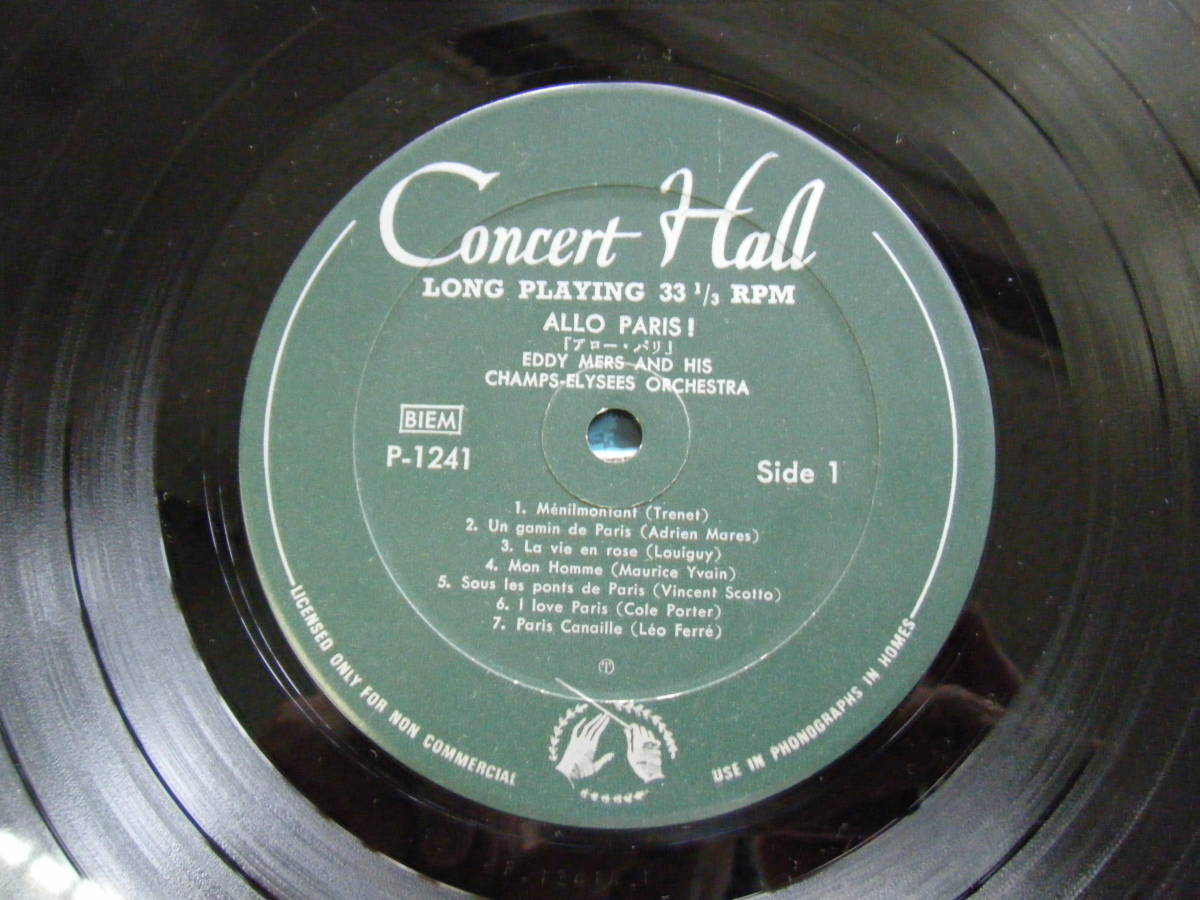 Concert Hall
LONG PLAYING 33 1/3 RPM
ALLO PARIS!
『アロー・パリ』
EDDY MERS AND HIS
CHAMPS-ELYSEES ORCHESTRA
BIEM
P-1241
Side 1
1. Ménilmontant (Trenet)
2. Un gamin de Paris (Adrien Mares)
3. La vie en rose (Louiguy)
4. Mon Homme (Maurice Yvain)
5. Sous les ponts de Paris (Vincent Scotto)
6. I love Paris (Cole Porter)
7. Paris Canaille (Léo Ferré)
(T)
LICENSED ONLY FOR NON COMMERCIAL
USE IN PHONOGRAPHS IN HOMES